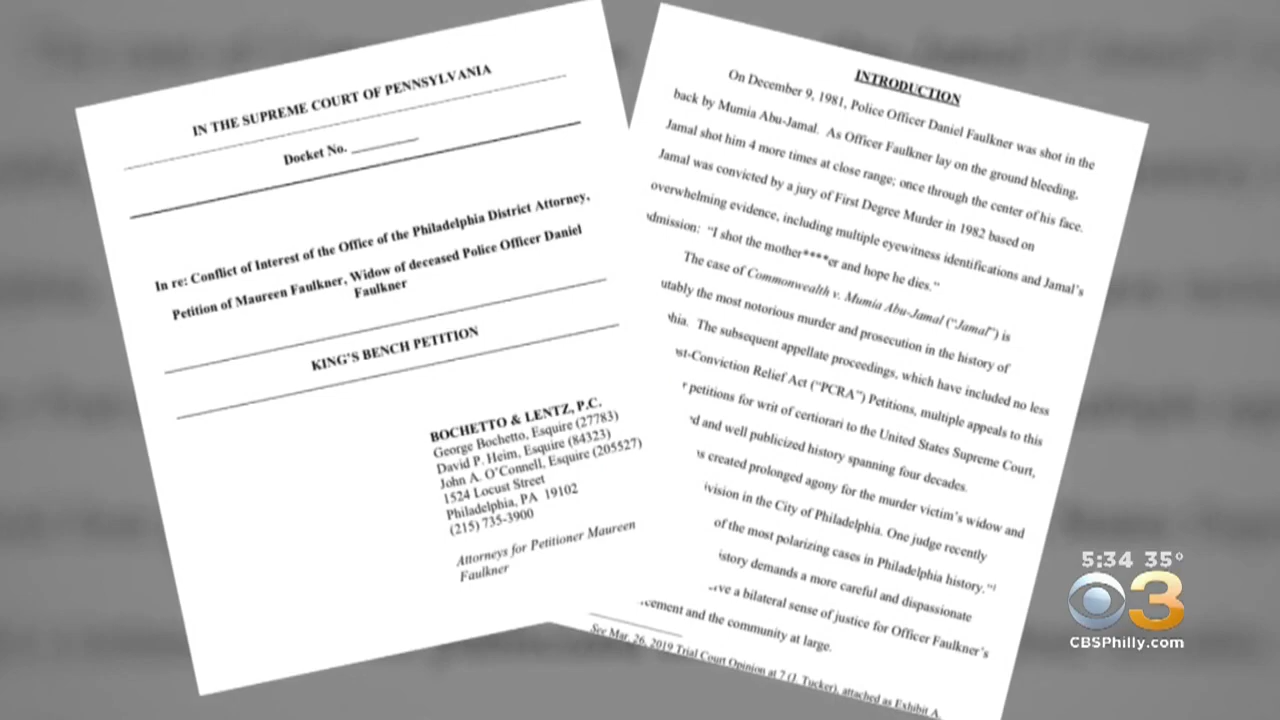 IN THE SUPREME COURT OF PENNSYLVANIA
Docket No. ________
In re: Conflict of Interest of the Office of the Philadelphia District Attorney,
Petition of Maureen Faulkner, Widow of deceased Police Officer Daniel
Faulkner
KING'S BENCH PETITION
BOCHETTO & LENTZ, P.C.
George Bochetto, Esquire (27783)
David P. Heim, Esquire (84323)
John A. O'Connell, Esquire (205527)
1524 Locust Street
Philadelphia, PA 19102
(215) 735-3900
Attorneys for Petitioner Maureen
Faulkner
INTRODUCTION
On December 9, 1981, Police Officer Daniel Faulkner was shot in the
back by Mumia Abu-Jamal. As Officer Faulkner lay on the ground bleeding,
Jamal shot him 4 more times at close range; once through the center of his face.
Jamal was convicted by a jury of First Degree Murder in 1982 based on
overwhelming evidence, including multiple eyewitness identifications and Jamal's
dmission: "I shot the mother****er and hope he dies."
The case of Commonwealth v. Mumia Abu-Jamal ("Jamal") is
utably the most notorious murder and prosecution in the history of
hia. The subsequent appellate proceedings, which have included no less
st-Conviction Relief Act ("PCRA") Petitions, multiple appeals to this
r petitions for writ of certiorari to the United States Supreme Court,
d and well publicized history spanning four decades.
s created prolonged agony for the murder victim's widow and
ivision in the City of Philadelphia. One judge recently
of the most polarizing cases in Philadelphia history."1
istory demands a more careful and dispassionate
ve a bilateral sense of justice for Officer Faulkner's
cement and the community at large.
See Mar. 26, 2019 Trial Court Opinion at 7 (J. Tucker), attached as Exhibit A.
5:34 35°
3
CBSPhilly.com